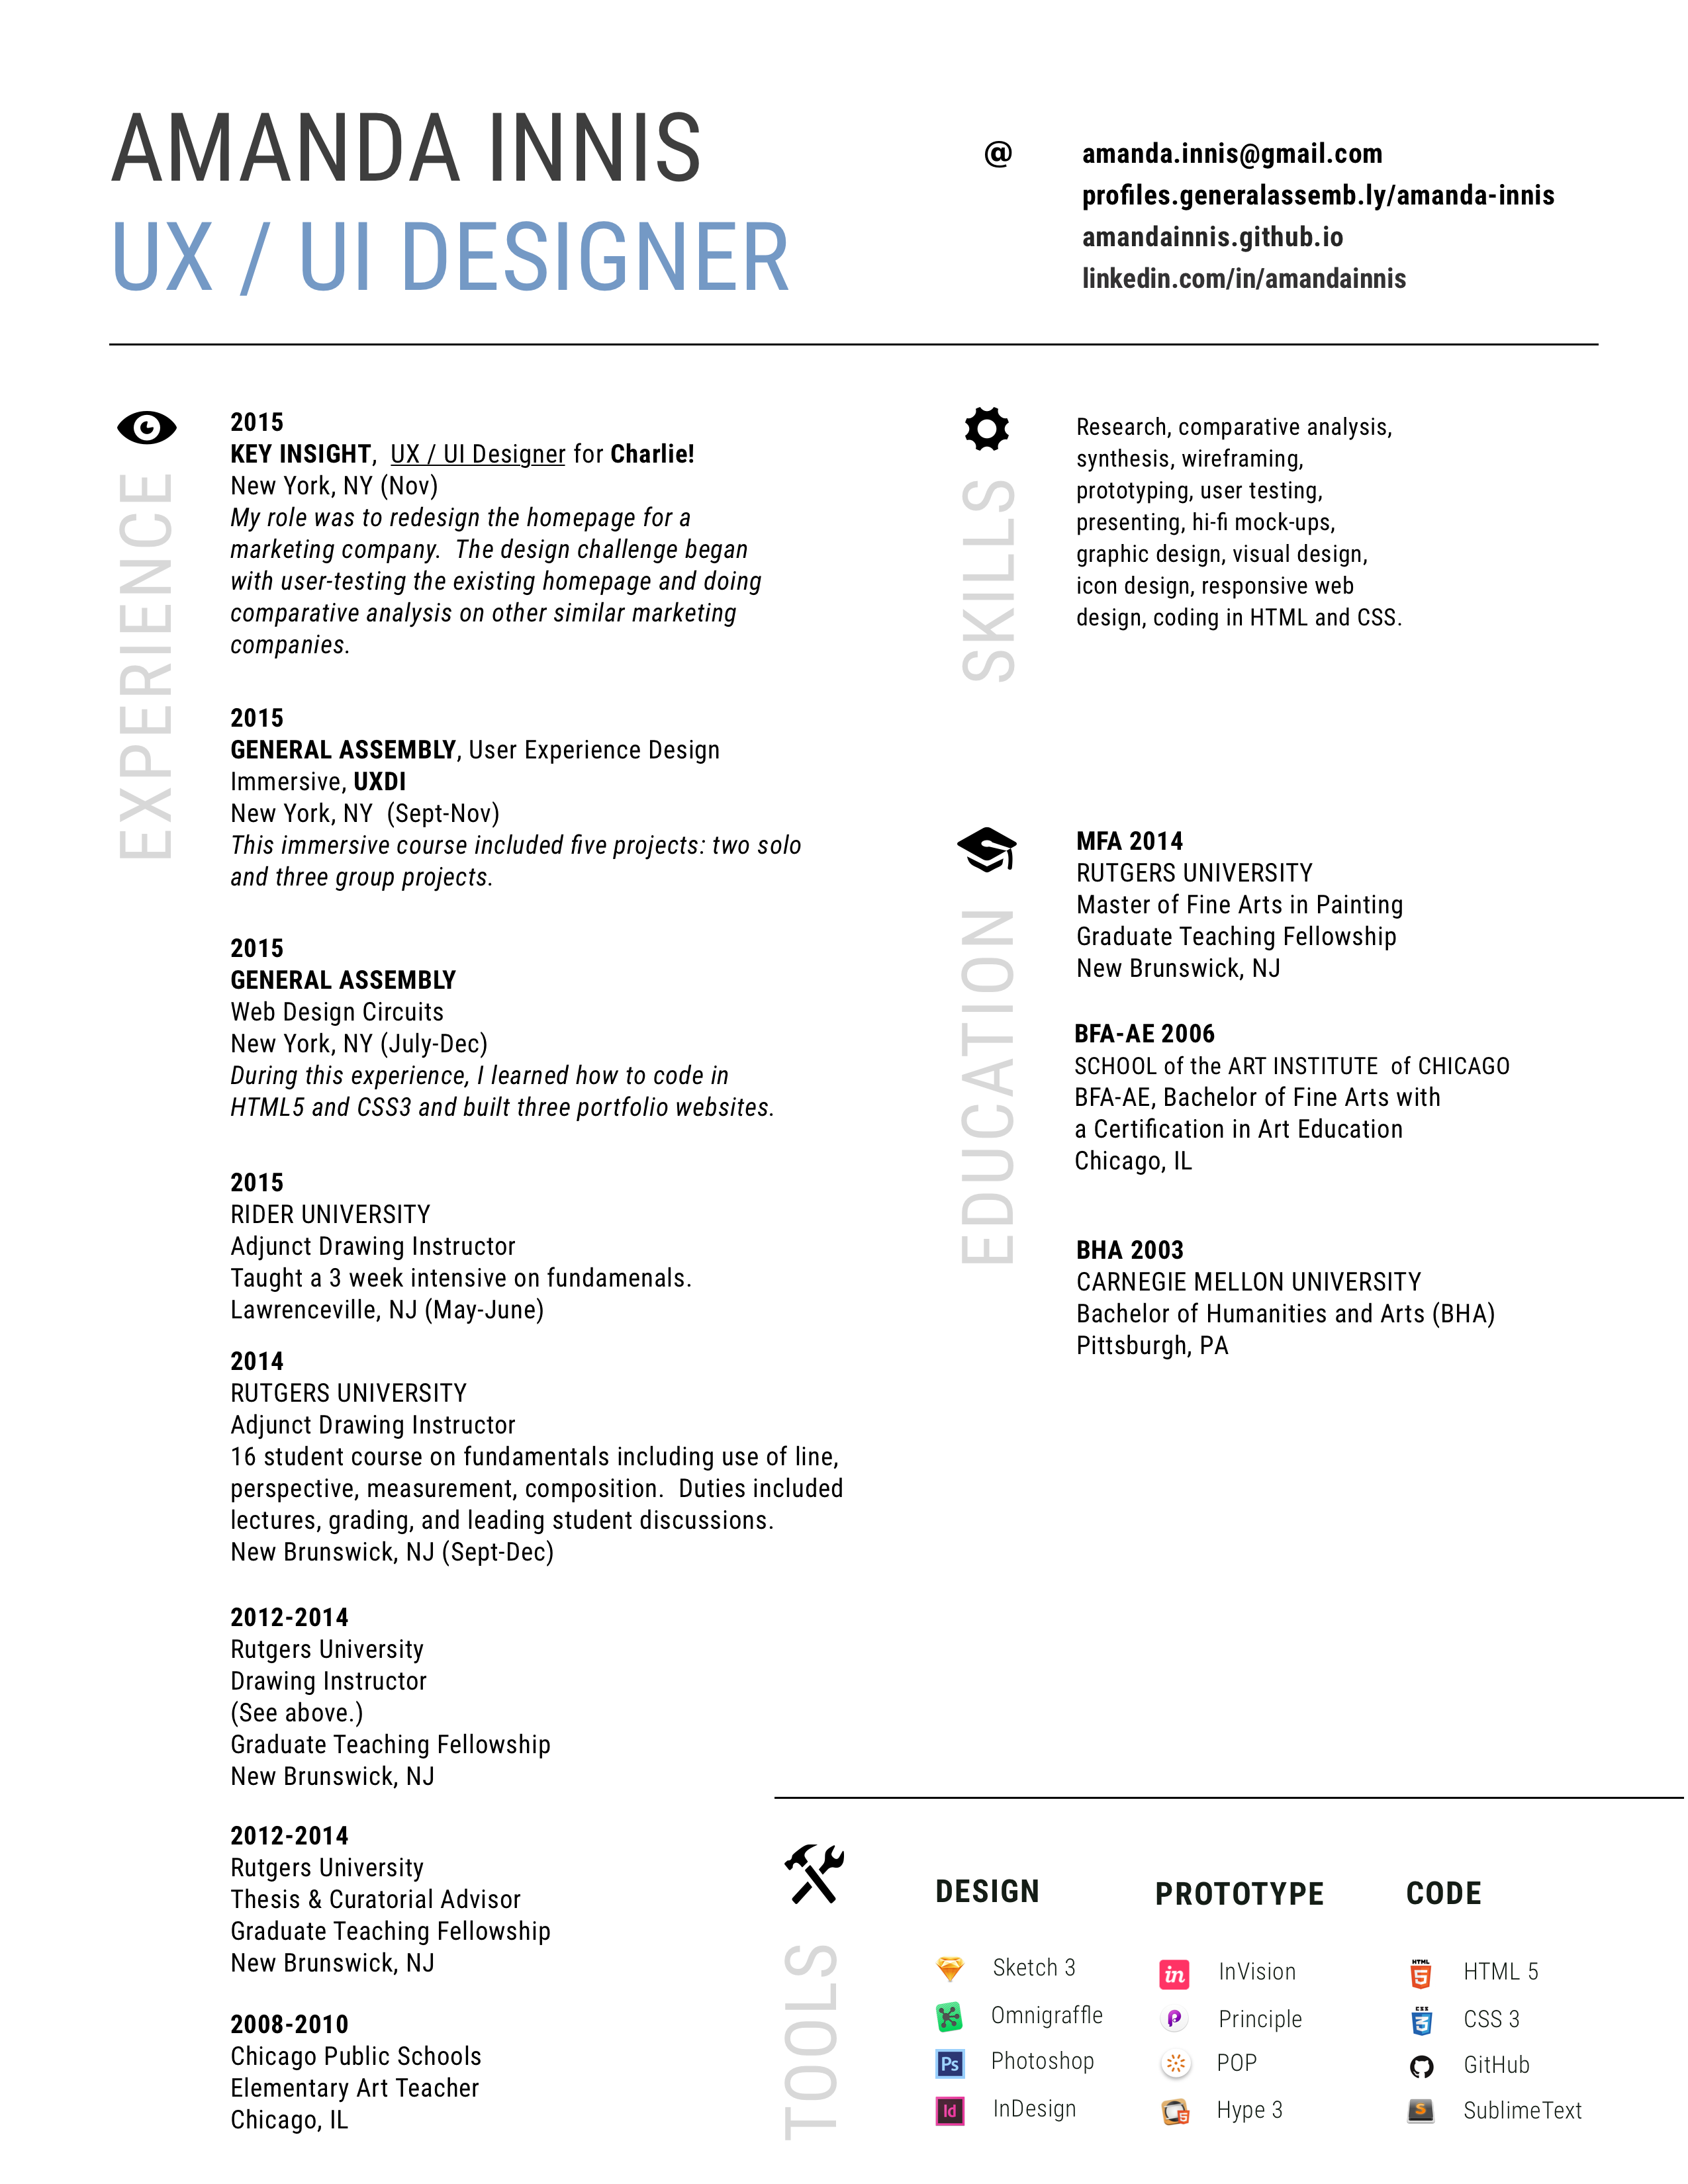 AMANDA INNIS
UX / UI DESIGNER
@
amanda.innis@gmail.com
profiles.generalassemb.ly/amanda-innis
amandainnis.github.io
linkedin.com/in/amandainnis
EXPERIENCE
2015
KEY INSIGHT, UX / UI Designer for Charlie!
New York, NY (Nov)
My role was to redesign the homepage for a
marketing company. The design challenge began
with user-testing the existing homepage and doing
comparative analysis on other similar marketing
companies.
2015
GENERAL ASSEMBLY, User Experience Design
Immersive, UXDI
New York, NY (Sept-Nov)
This immersive course included five projects: two solo
and three group projects.
2015
GENERAL ASSEMBLY
Web Design Circuits
New York, NY (July-Dec)
During this experience, I learned how to code in
HTML5 and CSS3 and built three portfolio websites.
2015
RIDER UNIVERSITY
Adjunct Drawing Instructor
Taught a 3 week intensive on fundamenals.
Lawrenceville, NJ (May-June)
2014
RUTGERS UNIVERSITY
Adjunct Drawing Instructor
16 student course on fundamentals including use of line,
perspective, measurement, composition. Duties included
lectures, grading, and leading student discussions.
New Brunswick, NJ (Sept-Dec)
2012-2014
Rutgers University
Drawing Instructor
(See above.)
Graduate Teaching Fellowship
New Brunswick, NJ
2012-2014
Rutgers University
Thesis & Curatorial Advisor
Graduate Teaching Fellowship
New Brunswick, NJ
2008-2010
Chicago Public Schools
Elementary Art Teacher
Chicago, IL
SKILLS
Research, comparative analysis,
synthesis, wireframing,
prototyping, user testing,
presenting, hi-fi mock-ups,
graphic design, visual design,
icon design, responsive web
design, coding in HTML and CSS.
EDUCATION
MFA 2014
RUTGERS UNIVERSITY
Master of Fine Arts in Painting
Graduate Teaching Fellowship
New Brunswick, NJ
BFA-AE 2006
SCHOOL of the ART INSTITUTE of CHICAGO
BFA-AE, Bachelor of Fine Arts with
a Certification in Art Education
Chicago, IL
BHA 2003
CARNEGIE MELLON UNIVERSITY
Bachelor of Humanities and Arts (BHA)
Pittsburgh, PA
TOOLS
DESIGN
Sketch 3
Omnigraffle
Ps Photoshop
Id InDesign
PROTOTYPE
in InVision
P Principle
POP
5 Hype 3
CODE
HTML 5 HTML 5
CSS 3 CSS 3
GitHub
S SublimeText